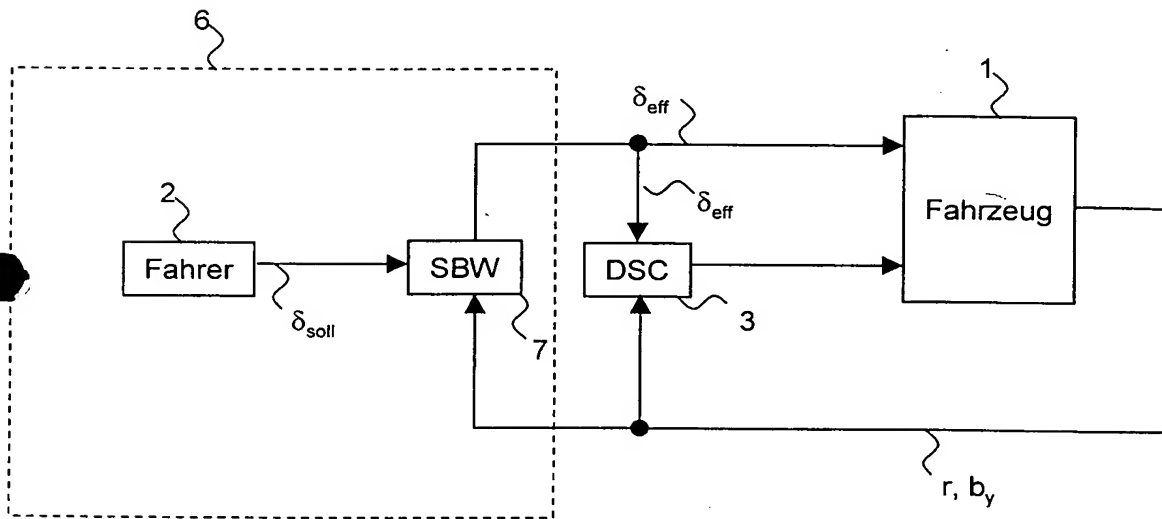 6
1
δeff
2
δeff
Fahrzeug
Fahrer
SBW
DSC
δsoll
3
7
r, by